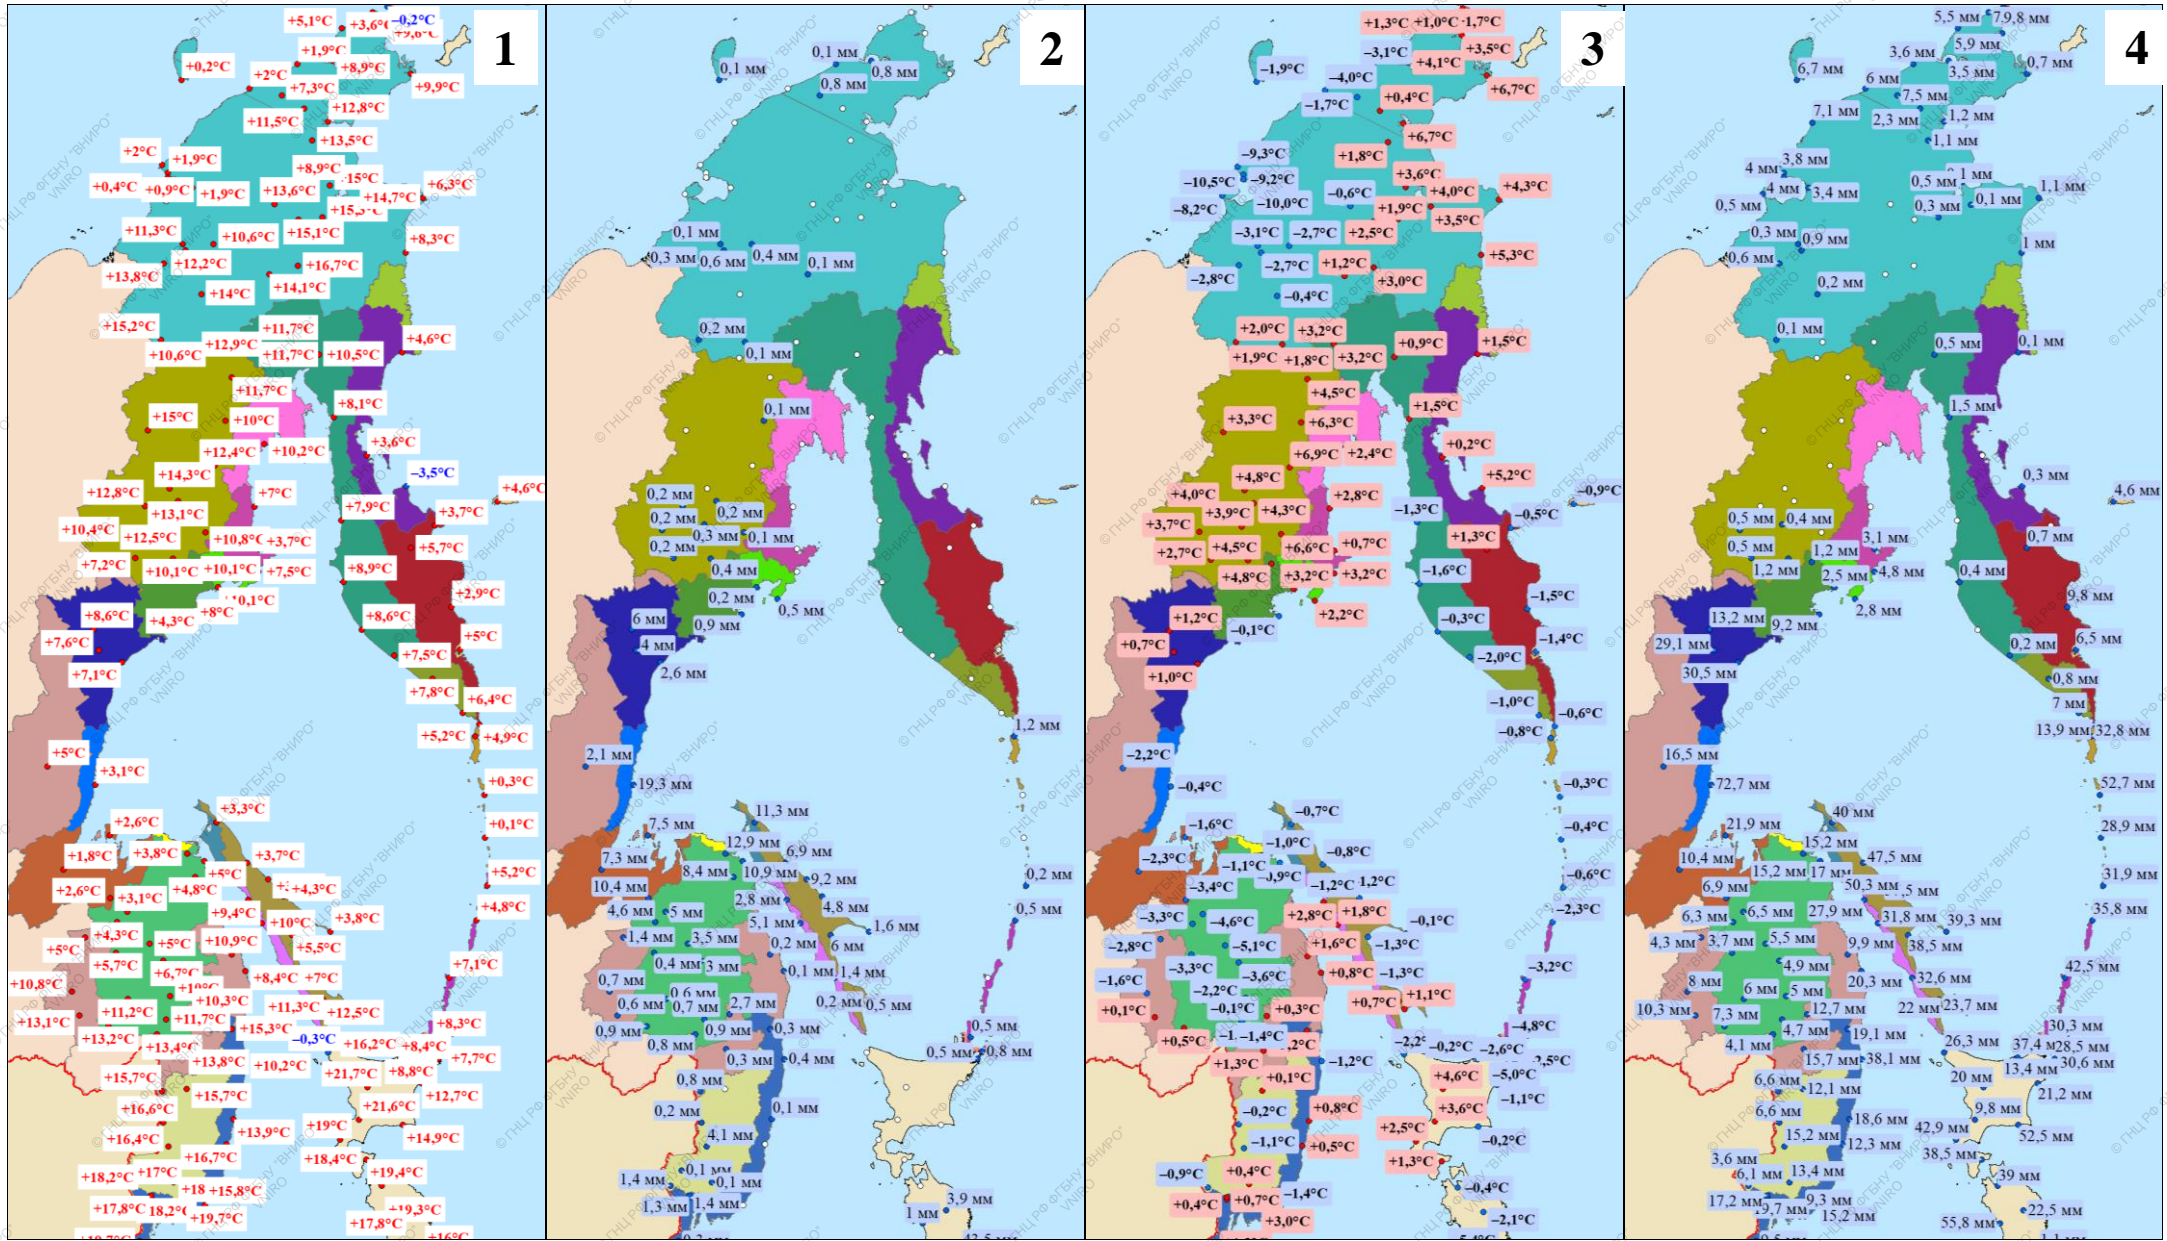 1
+5,1°C
–0,2°C
+1,9°C
+8,9°C
+0,2°C
+2°C
+7,3°C
+9,9°C
+12,8°C
+11,5°C
+13,5°C
+2°C
+1,9°C
+8,9°C
+0,4°C
+0,9°C
+1,9°C
+13,6°C
+14,7°C
+6,3°C
+11,3°C
+10,6°C
+15,1°C
+8,3°C
+12,2°C
+16,7°C
+13,8°C
+14°C
+14,1°C
+15,2°C
+11,7°C
+12,9°C
+4,6°C
+10,6°C
+11,7°C
+10,5°C
+11,7°C
+8,1°C
+15°C
+10°C
+3,6°C
+12,4°C
+10,2°C
+14,3°C
–3,5°C
+12,8°C
+7°C
+4,6°C
+13,1°C
+7,9°C
+3,7°C
+10,4°C
+12,5°C
+10,8°C
+3,7°C
+5,7°C
+7,2°C
+10,1°C
+10,1°C
+7,5°C
+8,9°C
+2,9°C
+8,6°C
+4,3°C
+8°C
+8,6°C
+7,6°C
+5°C
+7,1°C
+7,5°C
+7,8°C
+6,4°C
+5,2°C
+4,9°C
+5°C
+3,1°C
+0,3°C
+3,3°C
+2,6°C
+0,1°C
+1,8°C
+3,8°C
+3,7°C
+5°C
+5,2°C
+2,6°C
+3,1°C
+4,8°C
+4,3°C
+9,4°C
+10°C
+3,8°C
+4,8°C
+4,3°C
+5°C
+5°C
+10,9°C
+5,5°C
+5,7°C
+6,7°C
+8,4°C
+7°C
+7,1°C
+10,8°C
+10,3°C
+11,3°C
+12,5°C
+13,1°C
+11,2°C
+11,7°C
+15,3°C
+8,3°C
+13,2°C
+13,4°C
–0,3°C
+16,2°C
+8,4°C
+13,8°C
+10,2°C
+7,7°C
+15,7°C
+21,7°C
+8,8°C
+15,7°C
+12,7°C
+16,6°C
+21,6°C
+16,4°C
+13,9°C
+19°C
+14,9°C
+16,7°C
+18,4°C
+18,2°C
+17°C
+19,4°C
+15,8°C
+17,8°C
+19,7°C
+19,3°C
+17,8°C
2
0,1 мм
0,1 мм
0,8 мм
0,8 мм
0,1 мм
0,3 мм
0,6 мм
0,4 мм
0,1 мм
0,2 мм
0,1 мм
0,1 мм
0,2 мм
0,2 мм
0,2 мм
0,3 мм
0,1 мм
0,2 мм
0,4 мм
0,2 мм
0,5 мм
6 мм
0,9 мм
4 мм
2,6 мм
1,2 мм
2,1 мм
19,3 мм
11,3 мм
7,5 мм
12,9 мм
6,9 мм
7,3 мм
8,4 мм
10,9 мм
9,2 мм
0,2 мм
10,4 мм
2,8 мм
4,8 мм
4,6 мм
5 мм
5,1 мм
1,6 мм
0,5 мм
1,4 мм
3,5 мм
0,2 мм
6 мм
0,4 мм
3 мм
0,1 мм
1,4 мм
0,7 мм
0,6 мм
0,6 мм
0,7 мм
2,7 мм
0,2 мм
0,5 мм
0,9 мм
0,9 мм
0,3 мм
0,5 мм
0,8 мм
0,3 мм
0,4 мм
0,5 мм
0,8 мм
0,8 мм
0,2 мм
0,1 мм
4,1 мм
0,1 мм
1,4 мм
0,1 мм
1,3 мм
1,4 мм
3,9 мм
1 мм
3
+1,3°C
+1,0°C
–3,1°C
+3,5°C
–1,9°C
–4,0°C
+4,1°C
–1,7°C
+0,4°C
+6,7°C
+6,7°C
–9,3°C
+1,8°C
–10,5°C
–9,2°C
+3,6°C
–8,2°C
–10,0°C
–0,6°C
+4,0°C
+4,3°C
+1,9°C
+3,5°C
–3,1°C
–2,7°C
+2,5°C
–2,8°C
–2,7°C
+1,2°C
+5,3°C
+3,0°C
–0,4°C
+2,0°C
+3,2°C
+1,9°C
+1,8°C
+3,2°C
+0,9°C
+1,5°C
+4,5°C
+3,3°C
+6,3°C
+1,5°C
+6,9°C
+2,4°C
+0,2°C
+4,8°C
+5,2°C
+4,0°C
+2,8°C
–0,9°C
+3,7°C
+3,9°C
+4,3°C
–1,3°C
–0,5°C
+2,7°C
+4,5°C
+6,6°C
+0,7°C
+1,3°C
+4,8°C
+3,2°C
+3,2°C
–1,6°C
+1,2°C
–0,1°C
+2,2°C
–0,3°C
–1,5°C
+0,7°C
–1,4°C
+1,0°C
–2,0°C
–1,0°C
–0,6°C
–0,8°C
–2,2°C
–0,4°C
–0,3°C
–1,6°C
–0,7°C
–0,4°C
–2,3°C
–1,1°C
–1,0°C
–0,8°C
–3,4°C
–1,2°C
–0,6°C
–3,3°C
–4,6°C
+2,8°C
+1,8°C
–0,1°C
–2,3°C
–2,8°C
–5,1°C
+1,6°C
–1,3°C
–1,6°C
–3,3°C
–3,6°C
+0,8°C
–1,3°C
–3,2°C
–2,2°C
+0,7°C
+1,1°C
+0,1°C
–0,1°C
+0,3°C
–4,8°C
+0,5°C
–1,4°C
–0,2°C
–2,6°C
+1,3°C
+0,1°C
–1,2°C
+4,6°C
–5,0°C
–0,2°C
+0,8°C
+3,6°C
–1,1°C
–1,1°C
+0,5°C
+2,5°C
–0,2°C
–0,9°C
+0,4°C
+1,3°C
+0,4°C
+0,7°C
–1,4°C
–0,4°C
+3,0°C
–2,1°C
4
5,5 мм
3,6 мм
5,9 мм
6,7 мм
6 мм
3,5 мм
0,7 мм
7,1 мм
7,5 мм
2,3 мм
1,2 мм
1,1 мм
3,8 мм
4 мм
4 мм
3,4 мм
0,5 мм
1,1 мм
0,5 мм
0,3 мм
0,1 мм
0,3 мм
0,9 мм
1 мм
0,6 мм
0,2 мм
0,1 мм
0,5 мм
0,1 мм
1,5 мм
0,3 мм
4,6 мм
0,5 мм
0,4 мм
0,5 мм
1,2 мм
3,1 мм
0,7 мм
1,2 мм
2,5 мм
4,8 мм
0,4 мм
13,2 мм
9,2 мм
2,8 мм
9,8 мм
29,1 мм
0,2 мм
6,5 мм
30,5 мм
0,8 мм
7 мм
13,9 мм
32,8 мм
16,5 мм
72,7 мм
52,7 мм
40 мм
21,9 мм
28,9 мм
10,4 мм
15,2 мм
47,5 мм
15,2 мм
17 мм
31,9 мм
6,9 мм
50,3 мм
6,3 мм
6,5 мм
27,9 мм
31,8 мм
39,3 мм
35,8 мм
4,3 мм
3,7 мм
5,5 мм
9,9 мм
38,5 мм
8 мм
4,9 мм
20,3 мм
32,6 мм
42,5 мм
10,3 мм
7,3 мм
6 мм
5 мм
12,7 мм
22 мм
23,7 мм
4,1 мм
4,7 мм
19,1 мм
26,3 мм
30,3 мм
37,4 мм
28,5 мм
15,7 мм
38,1 мм
13,4 мм
30,6 мм
6,6 мм
12,1 мм
20 мм
21,2 мм
6,6 мм
18,6 мм
9,8 мм
15,2 мм
12,3 мм
42,9 мм
52,5 мм
3,6 мм
13,4 мм
38,5 мм
6,1 мм
39 мм
17,2 мм
9,3 мм
15,2 мм
22,5 мм
55,8 мм
© ГНЦ РФ ФГБНУ "ВНИРО"
VNIRO